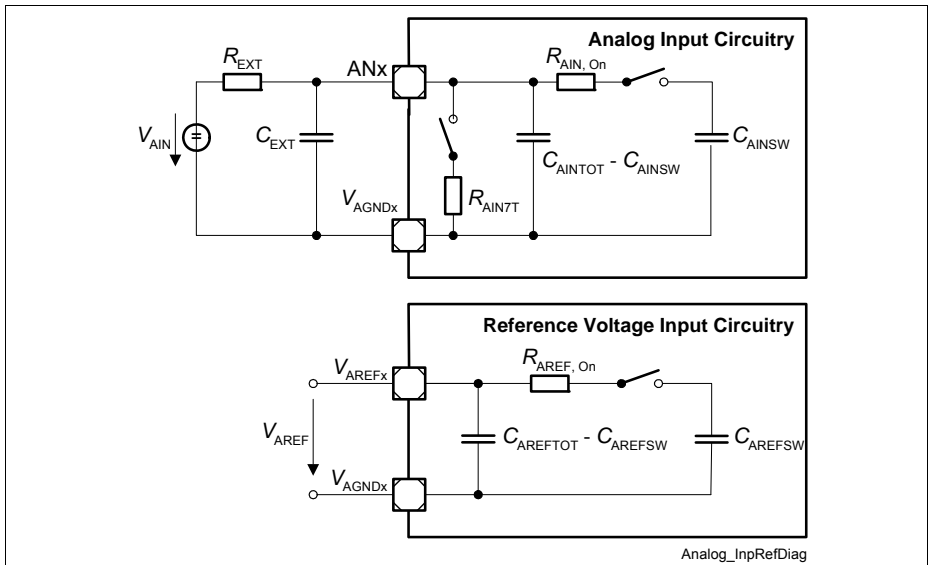 Analog Input Circuitry
R_EXT
ANx
R_AIN, On
V_AIN
C_EXT
C_AINTOT - C_AINSW
C_AINSW
R_AIN7T
V_AGNDx
Reference Voltage Input Circuitry
V_AREFx
R_AREF, On
V_AREF
C_AREFTOT - C_AREFSW
C_AREFSW
V_AGNDx
Analog_InpRefDiag